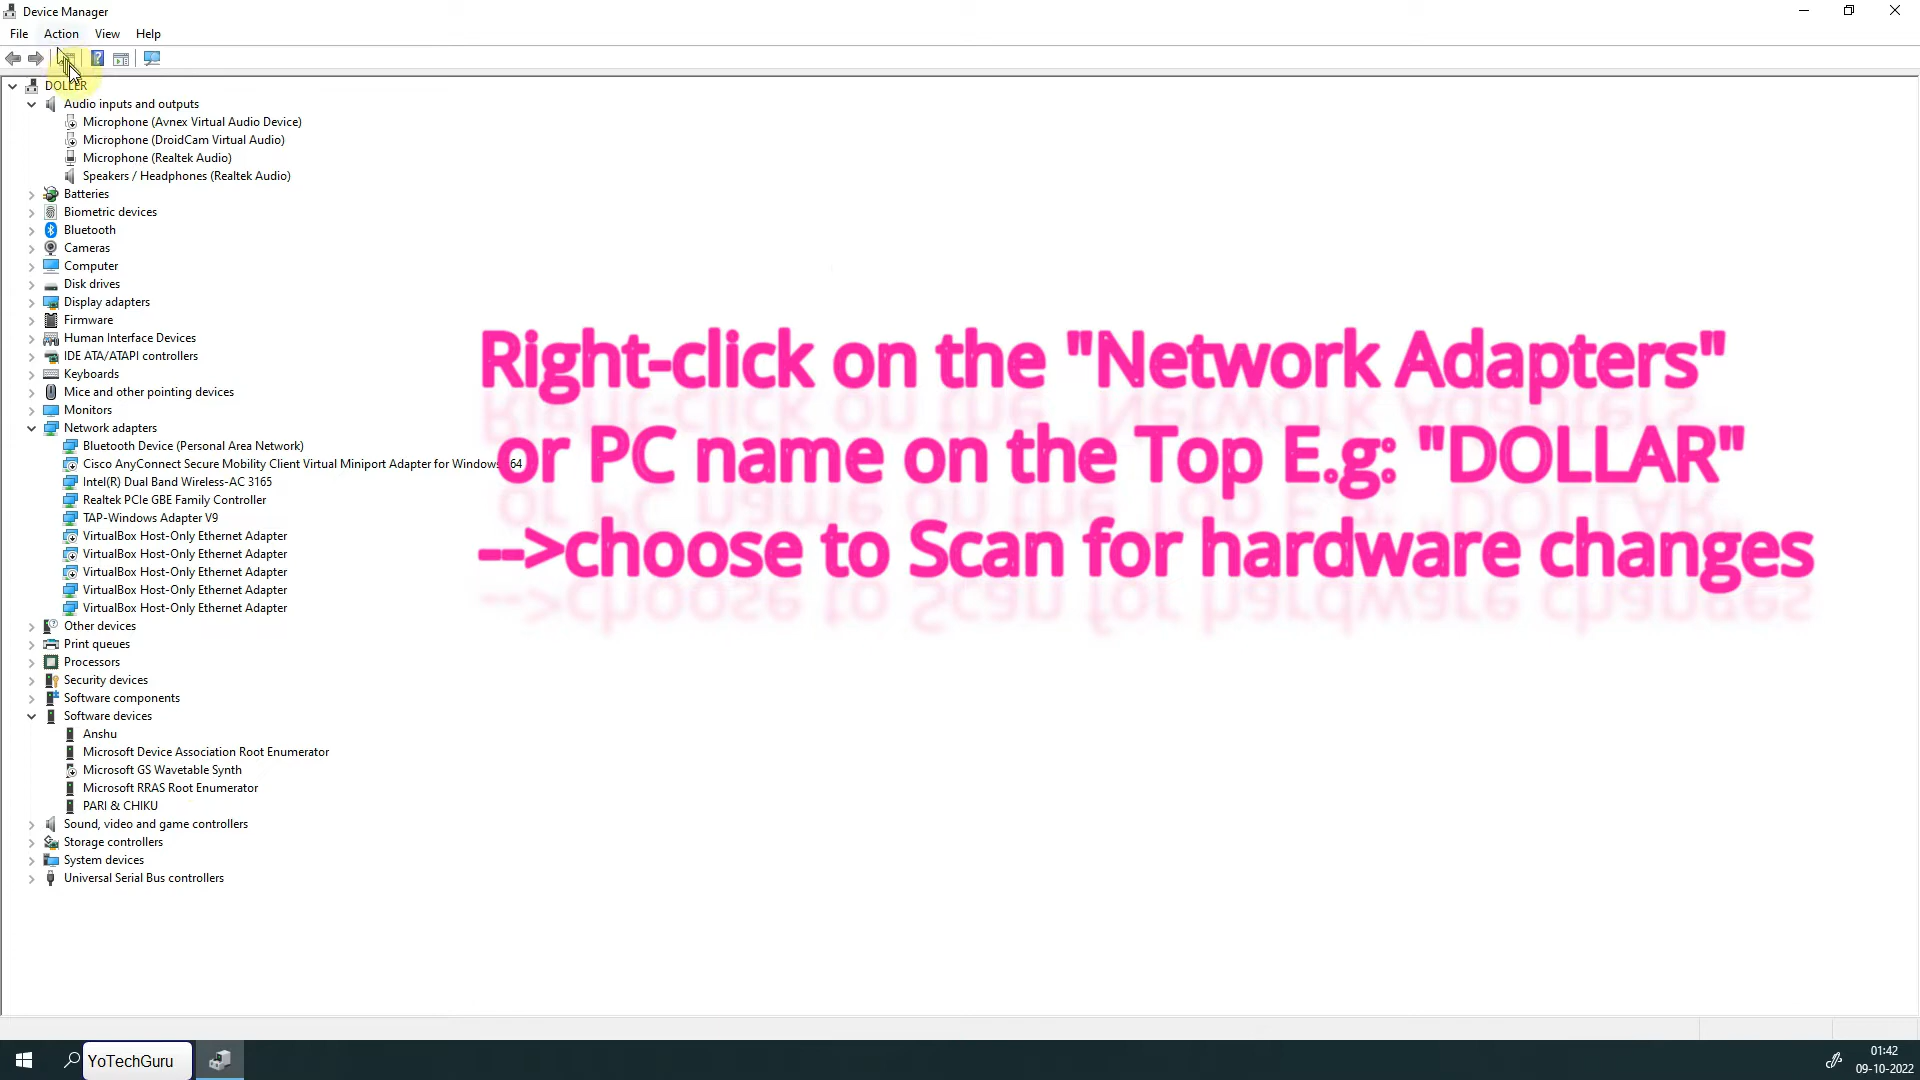 Device Manager
File Action View Help
DOLLER
Audio inputs and outputs
Microphone (Avnex Virtual Audio Device)
Microphone (DroidCam Virtual Audio)
Microphone (Realtek Audio)
Speakers / Headphones (Realtek Audio)
Batteries
Biometric devices
Bluetooth
Cameras
Computer
Disk drives
Display adapters
Firmware
Human Interface Devices
IDE ATA/ATAPI controllers
Keyboards
Mice and other pointing devices
Monitors
Network adapters
Bluetooth Device (Personal Area Network)
Cisco AnyConnect Secure Mobility Client Virtual Miniport Adapter for Windows 64
Intel(R) Dual Band Wireless-AC 3165
Realtek PCIe GBE Family Controller
TAP-Windows Adapter V9
VirtualBox Host-Only Ethernet Adapter
VirtualBox Host-Only Ethernet Adapter
VirtualBox Host-Only Ethernet Adapter
VirtualBox Host-Only Ethernet Adapter
VirtualBox Host-Only Ethernet Adapter
Other devices
Print queues
Processors
Security devices
Software components
Software devices
Anshu
Microsoft Device Association Root Enumerator
Microsoft GS Wavetable Synth
Microsoft RRAS Root Enumerator
PARI & CHIKU
Sound, video and game controllers
Storage controllers
System devices
Universal Serial Bus controllers
Right-click on the "Network Adapters"
or PC name on the Top E.g: "DOLLAR"
-->choose to Scan for hardware changes
YoTechGuru
01:42
09-10-2022